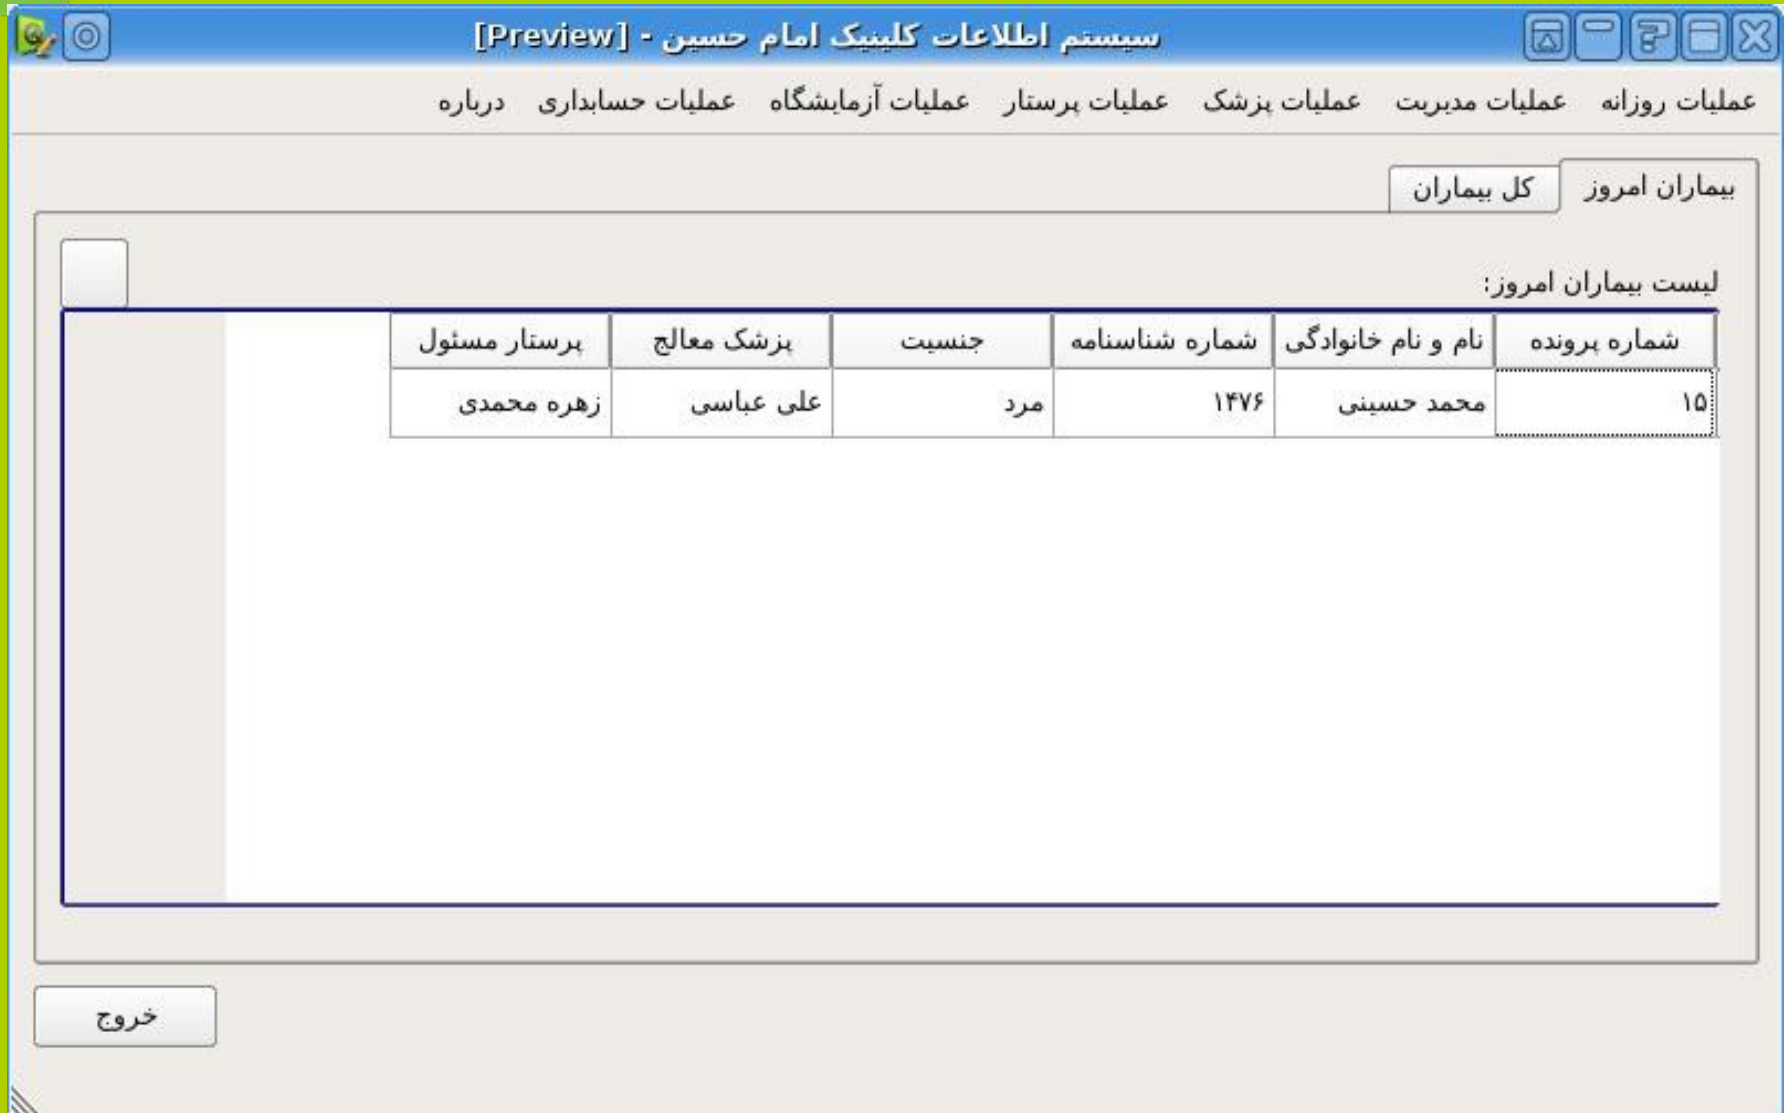 سیستم اطلاعات کلینیک امام حسین - [Preview]
عملیات روزانه عملیات مدیریت عملیات پزشک عملیات پرستار عملیات آزمایشگاه عملیات حسابداری درباره
بیماران امروز کل بیماران
لیست بیماران امروز:
شماره پرونده نام و نام خانوادگی شماره شناسنامه جنسیت پزشک معالج پرستار مسئول
۱۵ محمد حسینی ۱۴۷۶ مرد علی عباسی زهره محمدی
خروج